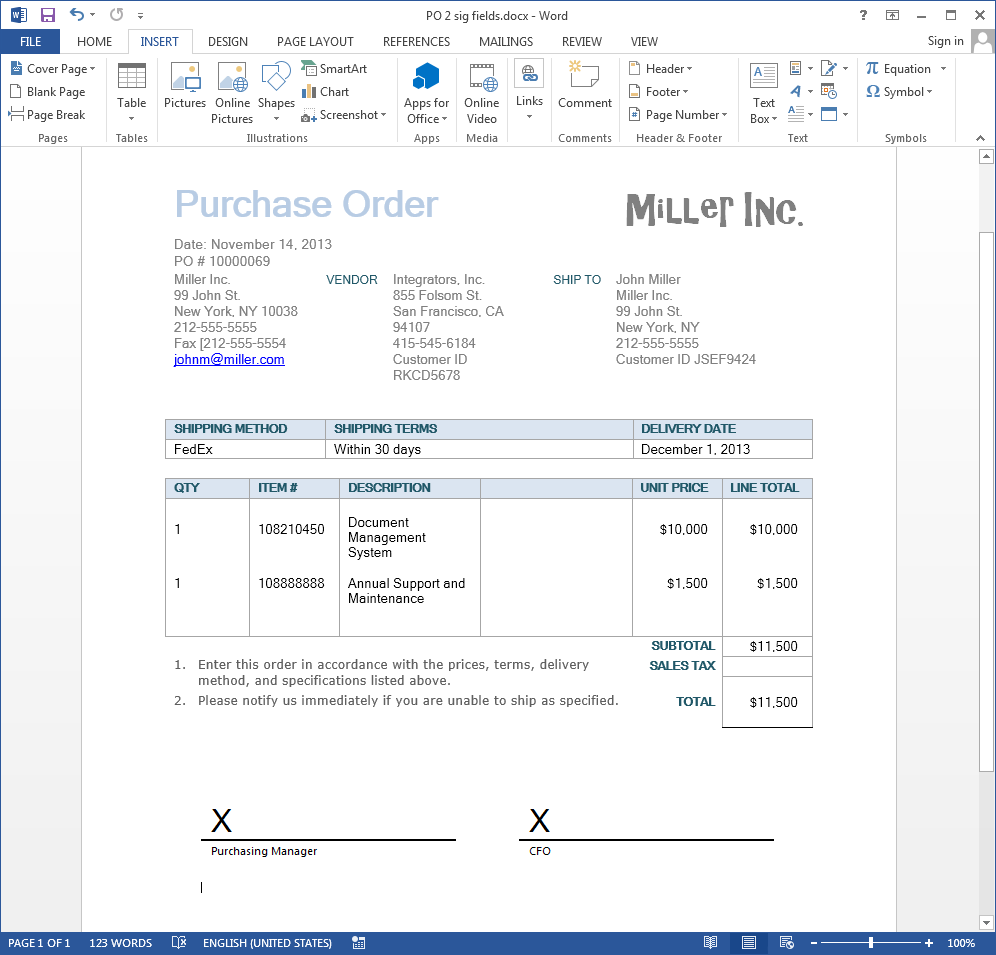 PO 2 sig fields.docx - Word
?
FILE HOME INSERT DESIGN PAGE LAYOUT REFERENCES MAILINGS REVIEW VIEW Sign in
Cover Page
Blank Page
Page Break
Pages
Table
Tables
Pictures
Online
Pictures
Shapes
SmartArt
Chart
Screenshot
Illustrations
Apps for
Office
Apps
Online
Video
Media
Links
Comment
Comments
Header
Footer
Page Number
Header & Footer
Text
Box
Text
π Equation
Ω Symbol
Symbols
Purchase Order
Miller Inc.
Date: November 14, 2013
PO # 10000069
Miller Inc.
99 John St.
New York, NY 10038
212-555-5555
Fax [212-555-5554
johnm@miller.com
VENDOR
Integrators, Inc.
855 Folsom St.
San Francisco, CA
94107
415-545-6184
Customer ID
RKCD5678
SHIP TO
John Miller
Miller Inc.
99 John St.
New York, NY
212-555-5555
Customer ID JSEF9424
SHIPPING METHOD SHIPPING TERMS DELIVERY DATE
FedEx Within 30 days December 1, 2013
QTY ITEM # DESCRIPTION UNIT PRICE LINE TOTAL
1 108210450 Document
Management
System $10,000 $10,000
1 108888888 Annual Support and
Maintenance $1,500 $1,500
SUBTOTAL $11,500
SALES TAX
TOTAL $11,500
1. Enter this order in accordance with the prices, terms, delivery
method, and specifications listed above.
2. Please notify us immediately if you are unable to ship as specified.
X
Purchasing Manager
X
CFO
PAGE 1 OF 1 123 WORDS ENGLISH (UNITED STATES) 100%